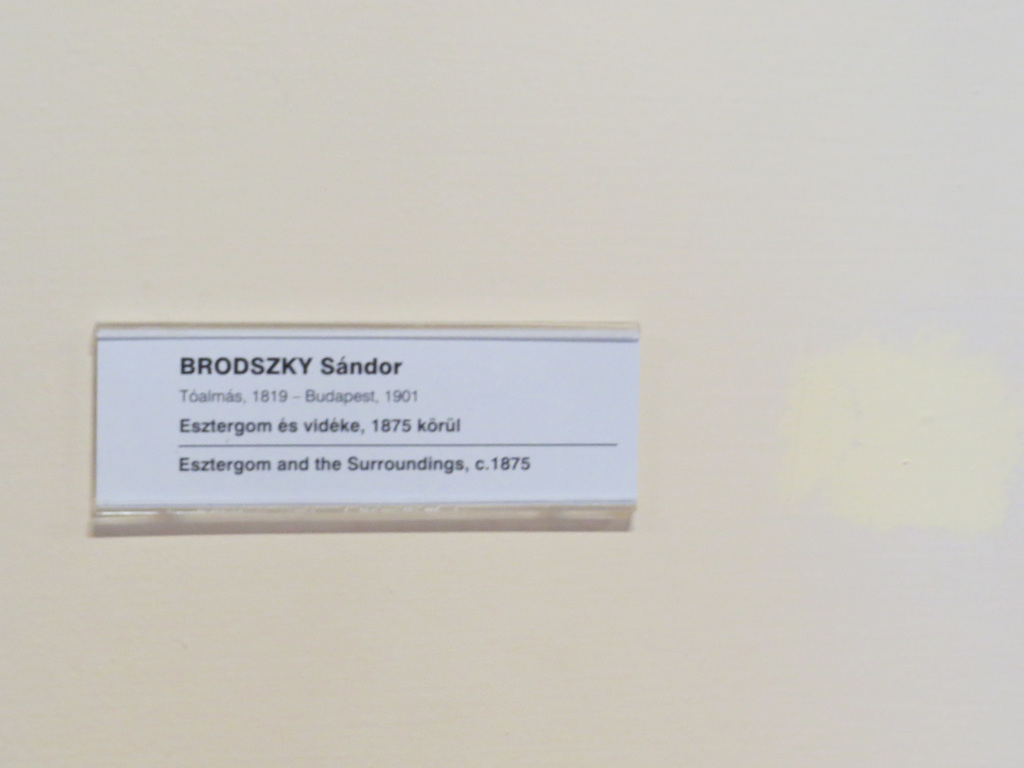 BRODSZKY Sándor
Tóalmás, 1819 – Budapest, 1901
Esztergom és vidéke, 1875 körül
Esztergom and the Surroundings, c.1875